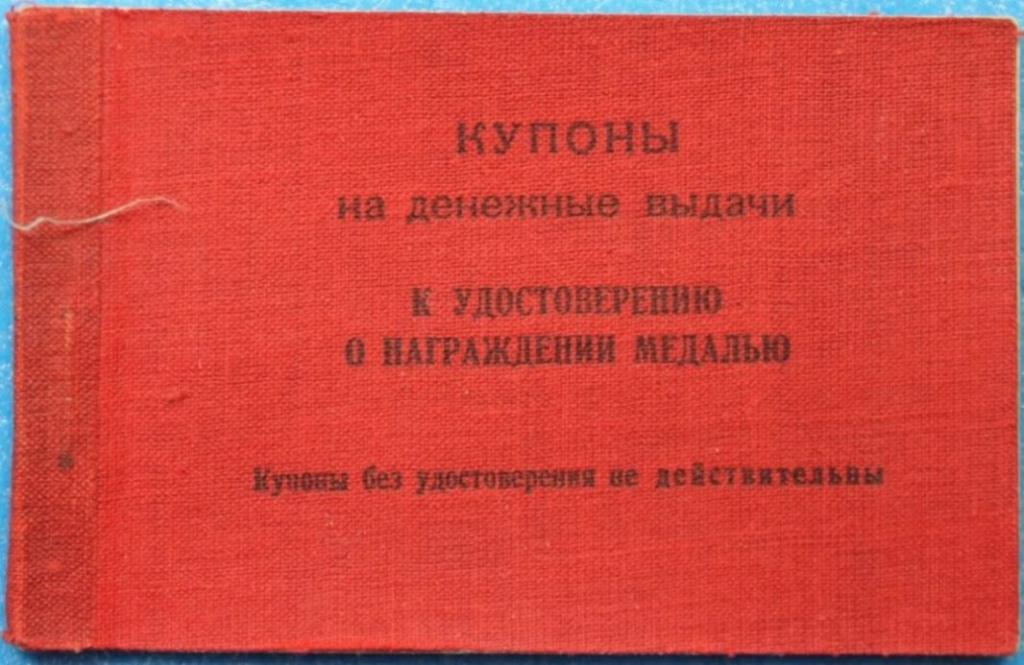 КУПОНЫ
на денежные выдачи
К УДОСТОВЕРЕНИЮ
О НАГРАЖДЕНИИ МЕДАЛЬЮ
Купоны без удостоверения не действительны